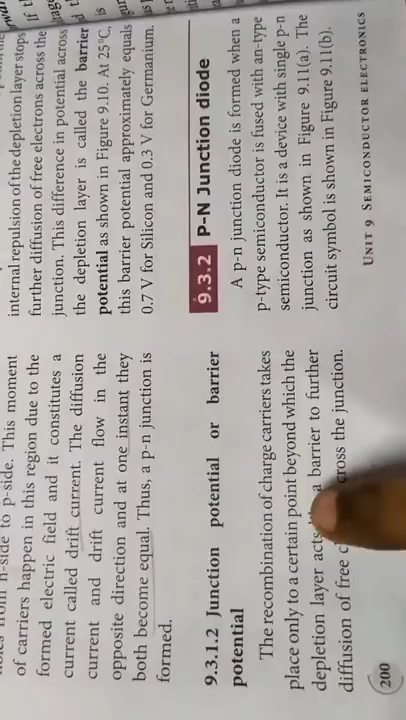 n-side to p-side. This moment
of carriers happen in this region due to the
formed electric field and it constitutes a
current called drift current. The diffusion
current and drift current flow in the
opposite direction and at one instant they
both become equal. Thus, a p-n junction is
formed.
9.3.1.2 Junction potential or barrier
potential
The recombination of charge carriers takes
place only to a certain point beyond which the
depletion layer acts a barrier to further
diffusion of free cross the junction.
200
internal repulsion of the depletion layer stops
further diffusion of free electrons across the
junction. This difference in potential across
the depletion layer is called the barrier
potential as shown in Figure 9.10. At 25°C,
this barrier potential approximately equals
0.7 V for Silicon and 0.3 V for Germanium.
9.3.2 P-N Junction diode
A p-n junction diode is formed when a
p-type semiconductor is fused with an-type
semiconductor. It is a device with single p-n
junction as shown in Figure 9.11(a). The
circuit symbol is shown in Figure 9.11(b).
UNIT 9 SEMICONDUCTOR ELECTRONICS